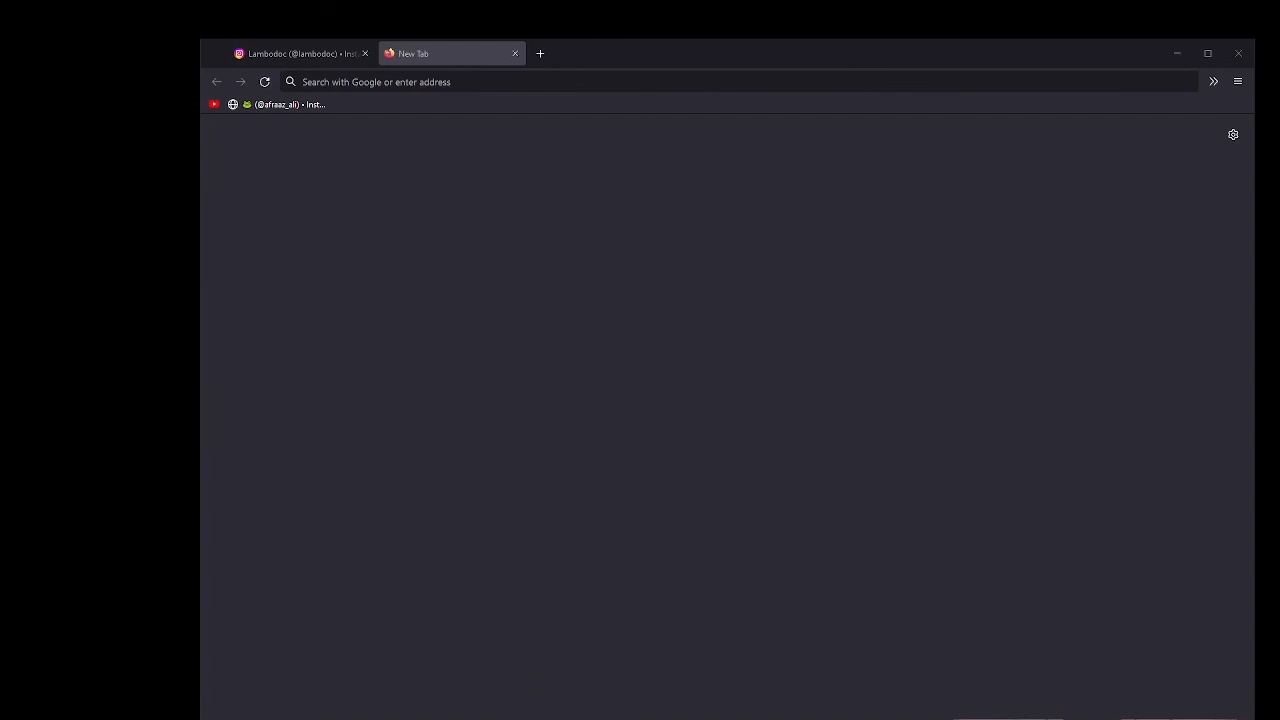 Lambodoc (@lambodoc) • Inst
New Tab
Search with Google or enter address
(@afraaz_ali) • Inst...